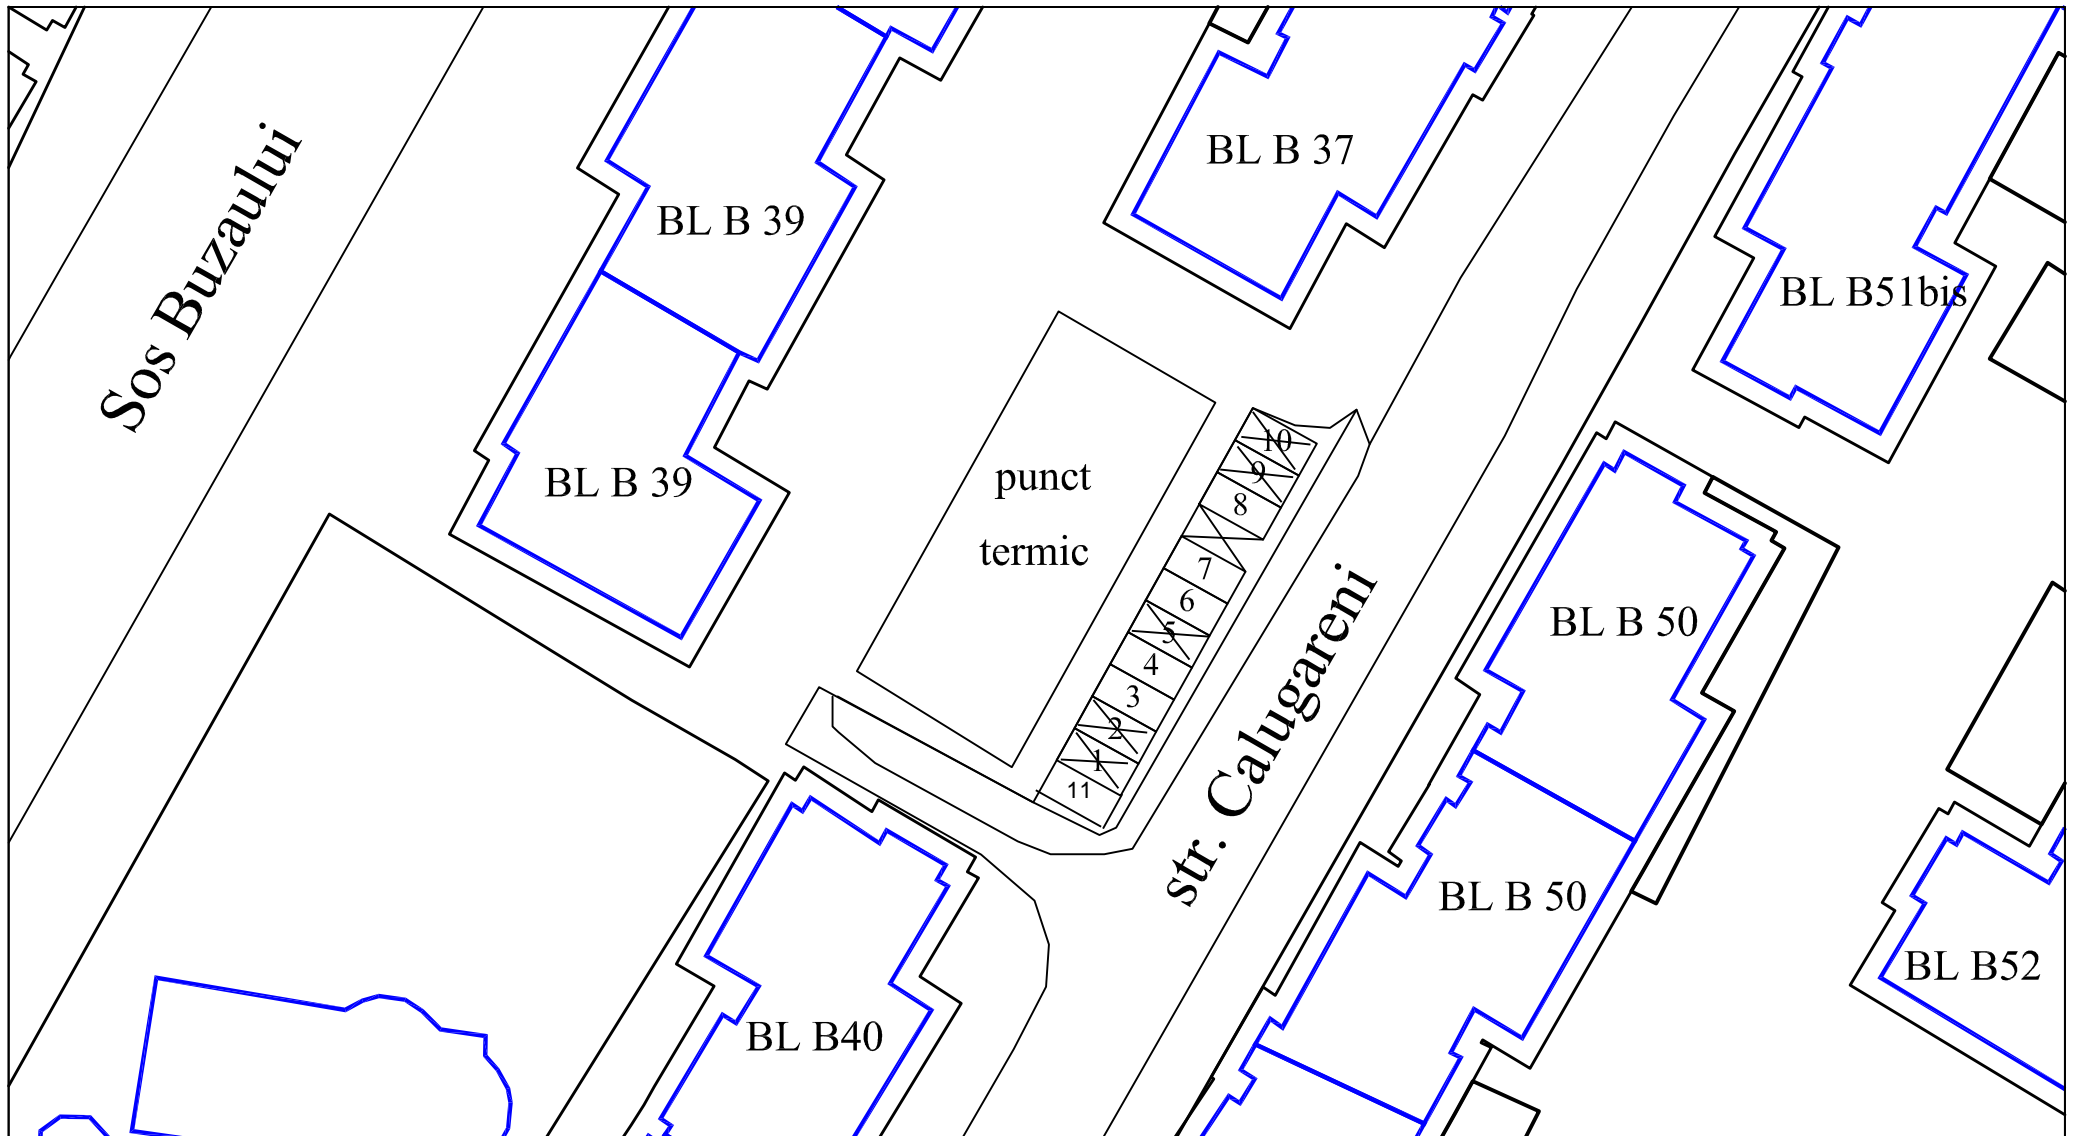 BL B 37
BL B 39
Sos Buzaului
BL B51bis
10
9
8
7
6
5
4
3
2
1
11
punct
termic
BL B 39
BL B 50
str. Calugareni
BL B 50
BL B52
BL B40